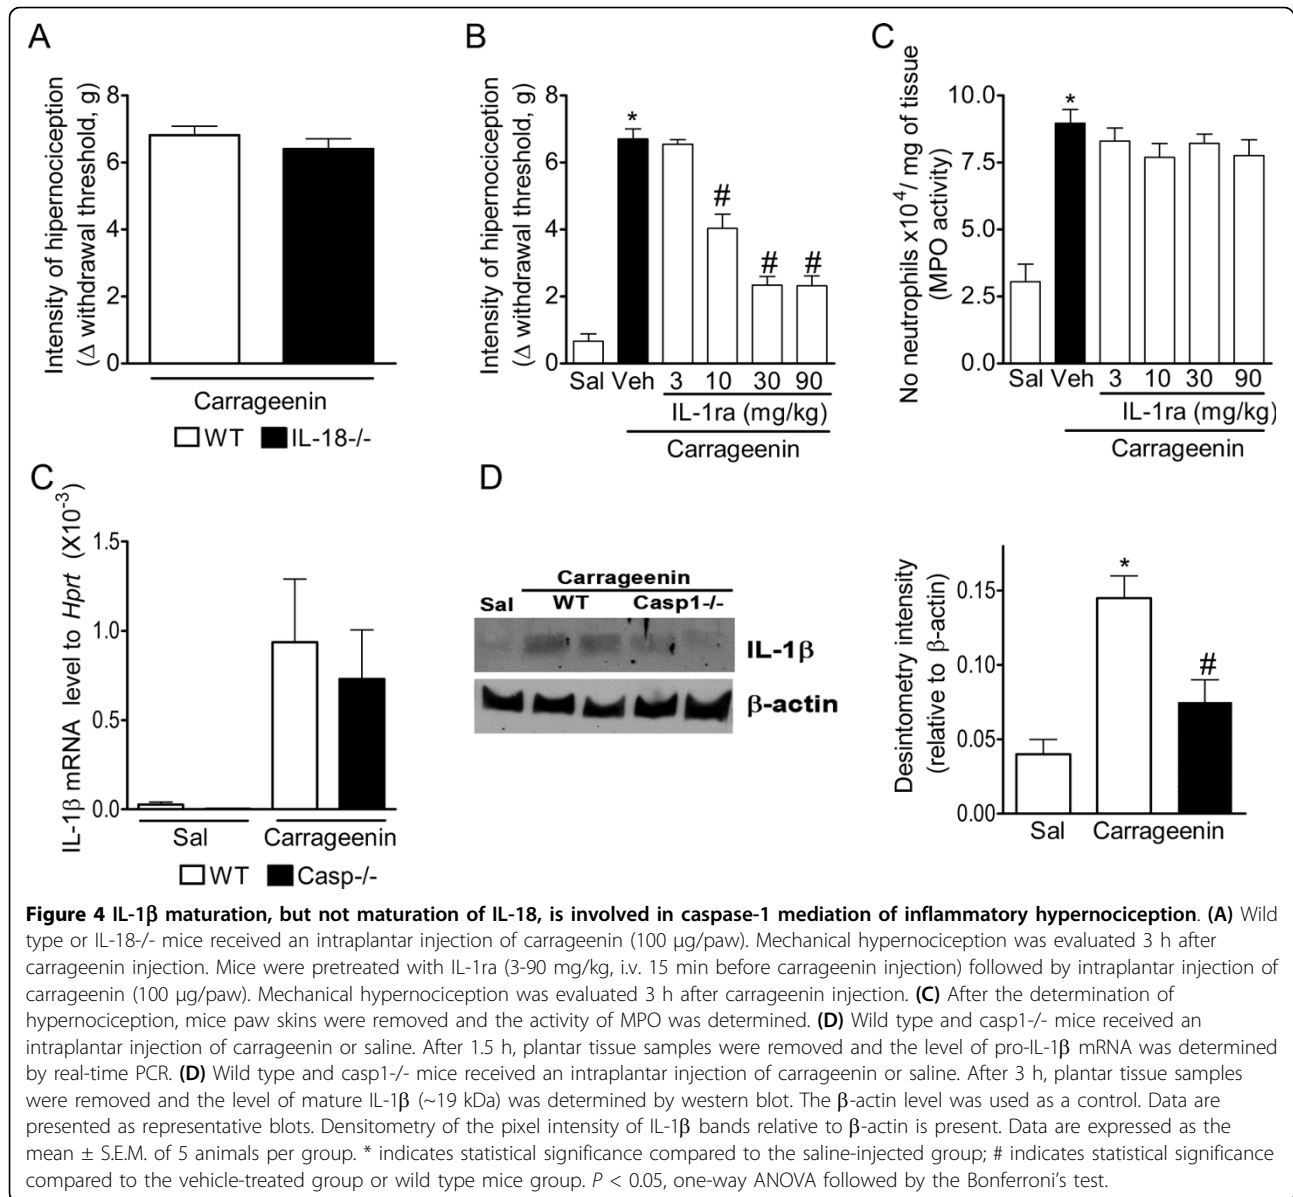 A
Intensity of hipernociception
(Δ withdrawal threshold, g)
8
6
4
2
0
Carrageenin
WT IL-18-/-
B
Intensity of hipernociception
(Δ withdrawal threshold, g)
8
6
4
2
0
*
#
# #
Sal Veh 3 10 30 90
IL-1ra (mg/kg)
Carrageenin
C
No neutrophils x10⁴/ mg of tissue
(MPO activity)
10.0
7.5
5.0
2.5
0.0
*
Sal Veh 3 10 30 90
IL-1ra (mg/kg)
Carrageenin
C
IL-1β mRNA level to Hprt (X10⁻³)
1.5
1.0
0.5
0.0
Sal Carrageenin
WT Casp-/-
D
Carrageenin
Sal WT Casp1-/-
IL-1β
β-actin
Desintometry intensity
(relative to β-actin)
0.15
0.10
0.05
0.00
*
#
Sal Carrageenin
Figure 4 IL-1β maturation, but not maturation of IL-18, is involved in caspase-1 mediation of inflammatory hypernociception. (A) Wild
type or IL-18-/- mice received an intraplantar injection of carrageenin (100 μg/paw). Mechanical hypernociception was evaluated 3 h after
carrageenin injection. Mice were pretreated with IL-1ra (3-90 mg/kg, i.v. 15 min before carrageenin injection) followed by intraplantar injection of
carrageenin (100 μg/paw). Mechanical hypernociception was evaluated 3 h after carrageenin injection. (C) After the determination of
hypernociception, mice paw skins were removed and the activity of MPO was determined. (D) Wild type and casp1-/- mice received an
intraplantar injection of carrageenin or saline. After 1.5 h, plantar tissue samples were removed and the level of pro-IL-1β mRNA was determined
by real-time PCR. (D) Wild type and casp1-/- mice received an intraplantar injection of carrageenin or saline. After 3 h, plantar tissue samples
were removed and the level of mature IL-1β (~19 kDa) was determined by western blot. The β-actin level was used as a control. Data are
presented as representative blots. Densitometry of the pixel intensity of IL-1β bands relative to β-actin is present. Data are expressed as the
mean ± S.E.M. of 5 animals per group. * indicates statistical significance compared to the saline-injected group; # indicates statistical significance
compared to the vehicle-treated group or wild type mice group. P < 0.05, one-way ANOVA followed by the Bonferroni's test.